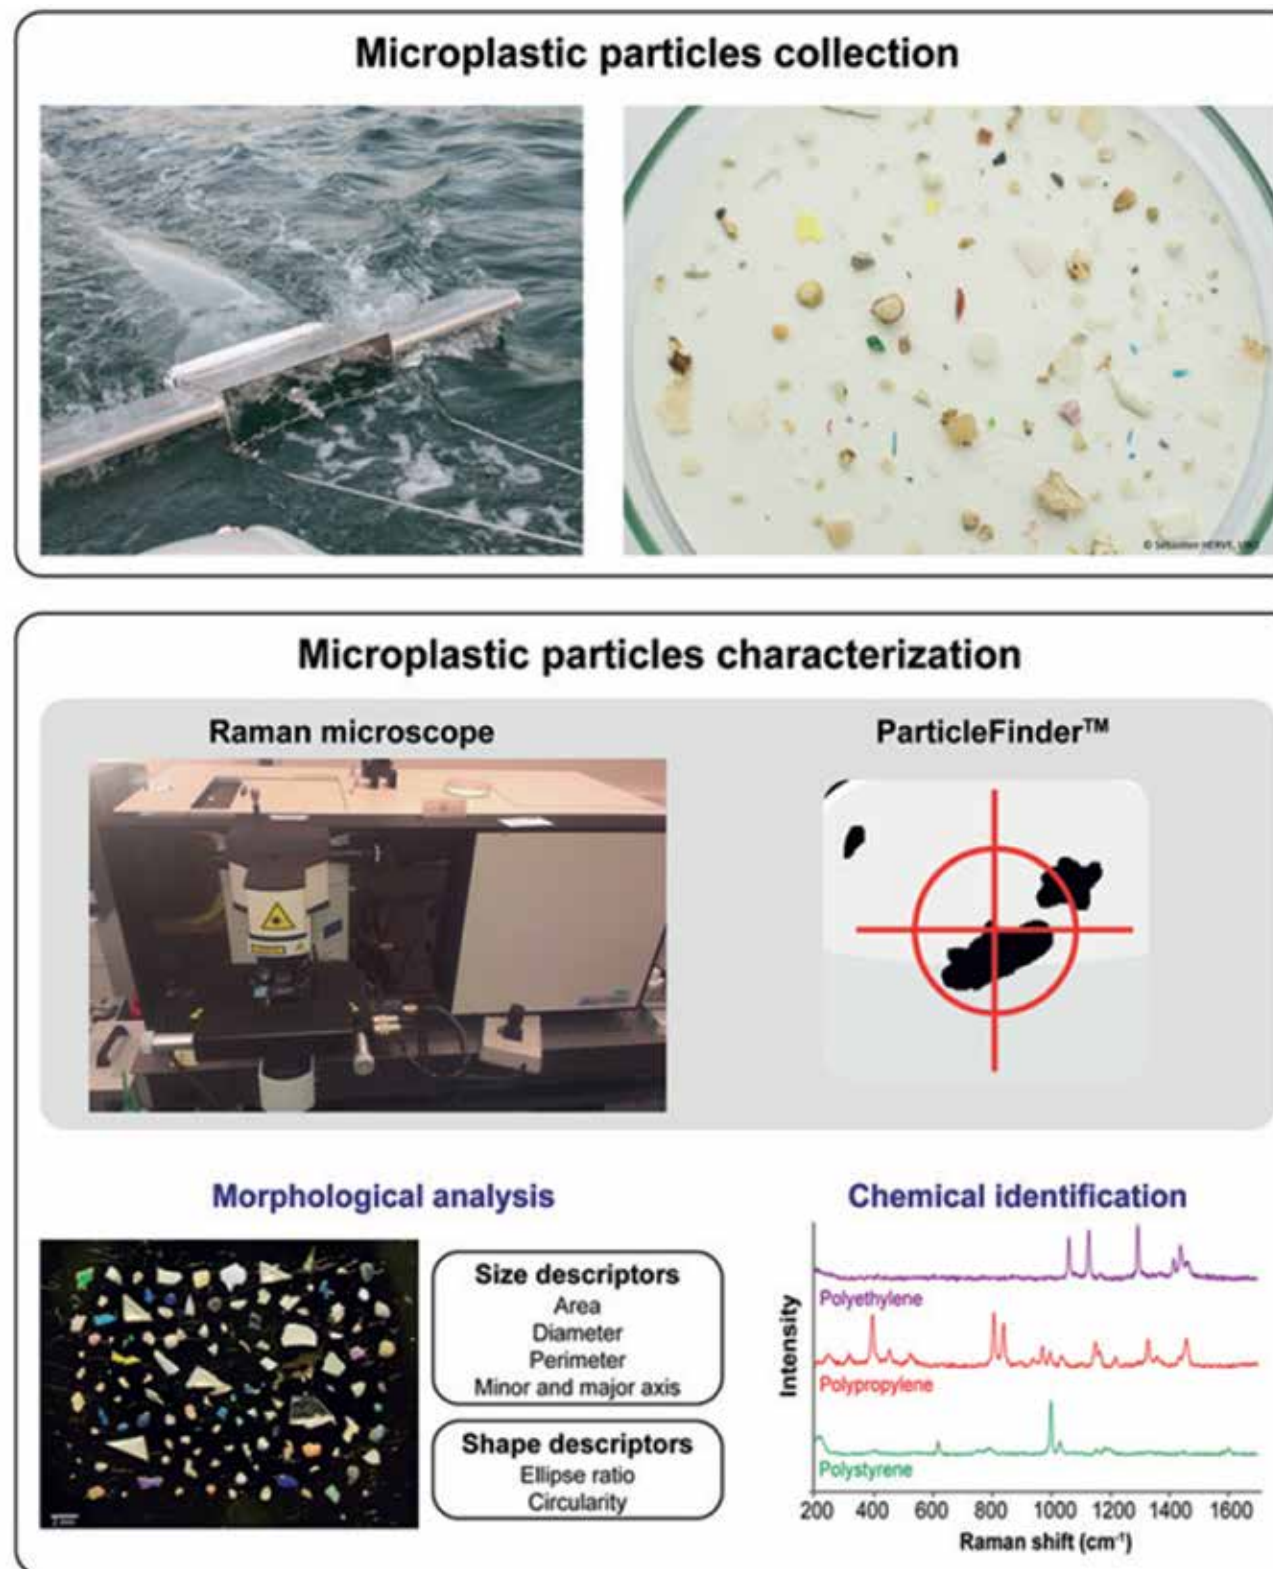 Microplastic particles collection
© Sébastien HERVE,
Microplastic particles characterization
Raman microscope
ParticleFinder™
Morphological analysis
Chemical identification
Size descriptors
Area
Diameter
Perimeter
Minor and major axis
Shape descriptors
Ellipse ratio
Circularity
Intensity
Polyethylene
Polypropylene
Polystyrene
200 400 600 800 1000 1200 1400 1600
Raman shift (cm⁻¹)